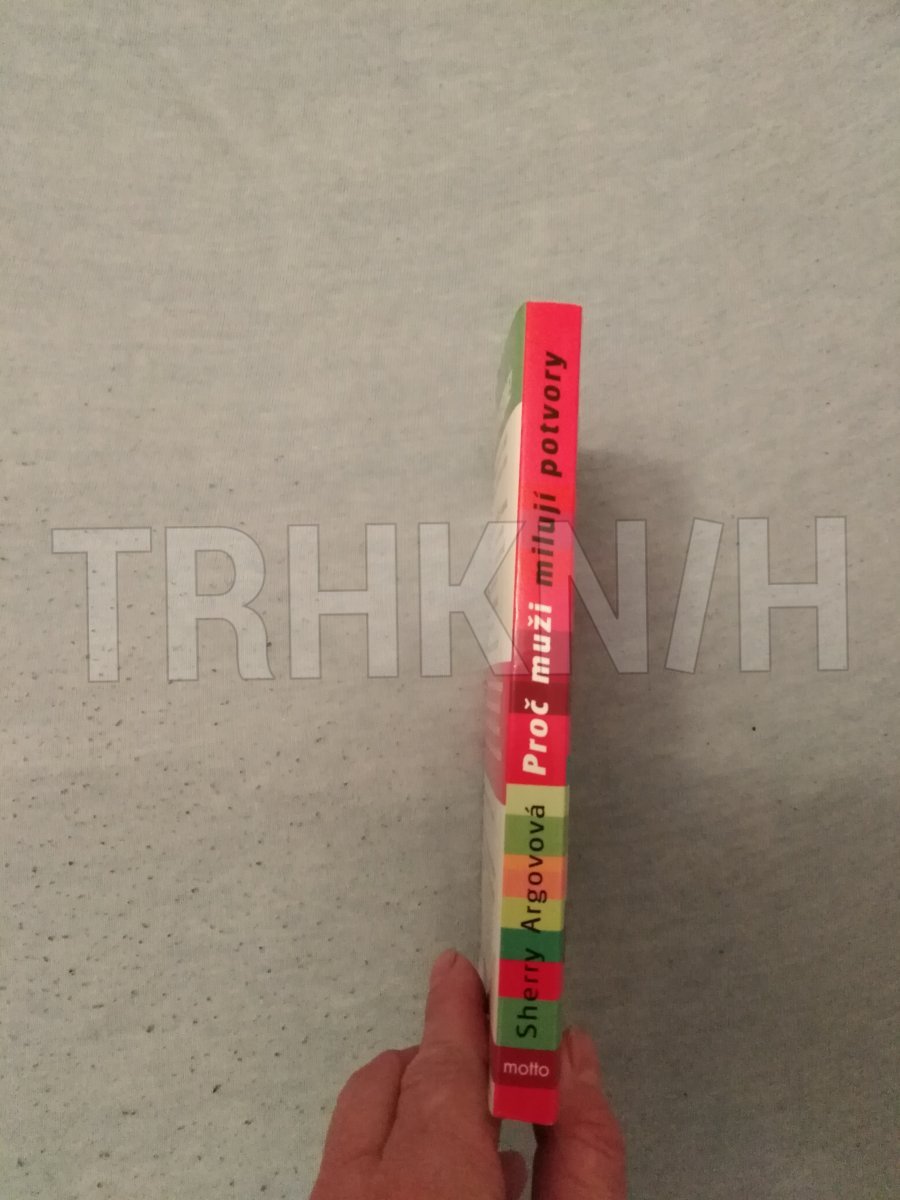 Proč muži milují potvory
Sherry Argovová
motto
TRHKNIH